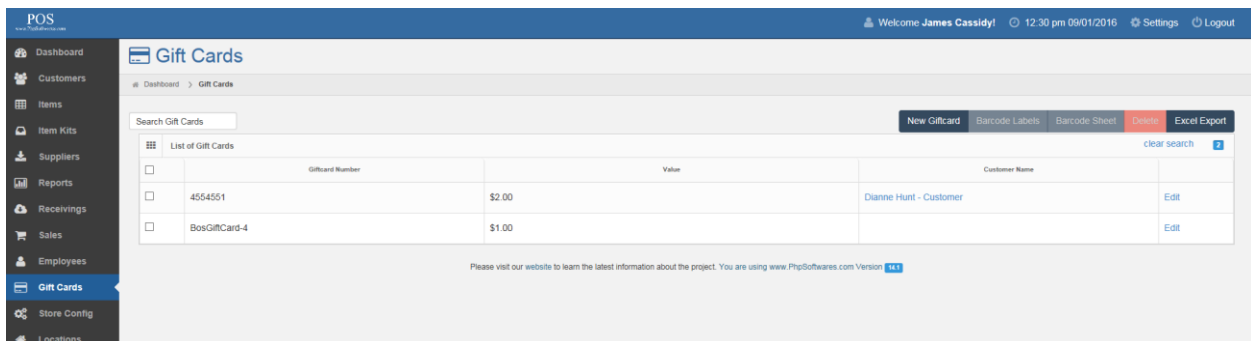 POS
Welcome James Cassidy! 12:30 pm 09/01/2016 Settings Logout
Dashboard
Customers
Items
Item Kits
Suppliers
Reports
Receivings
Sales
Employees
Gift Cards
Store Config
Locations
Gift Cards
Dashboard > Gift Cards
Search Gift Cards
New Giftcard Barcode Labels Barcode Sheet Delete Excel Export
List of Gift Cards clear search 2
Giftcard Number Value Customer Name
4554551 $2.00 Dianne Hunt - Customer Edit
BosGiftCard-4 $1.00 Edit
Please visit our website to learn the latest information about the project. You are using www.PhpSoftwares.com Version 14.1